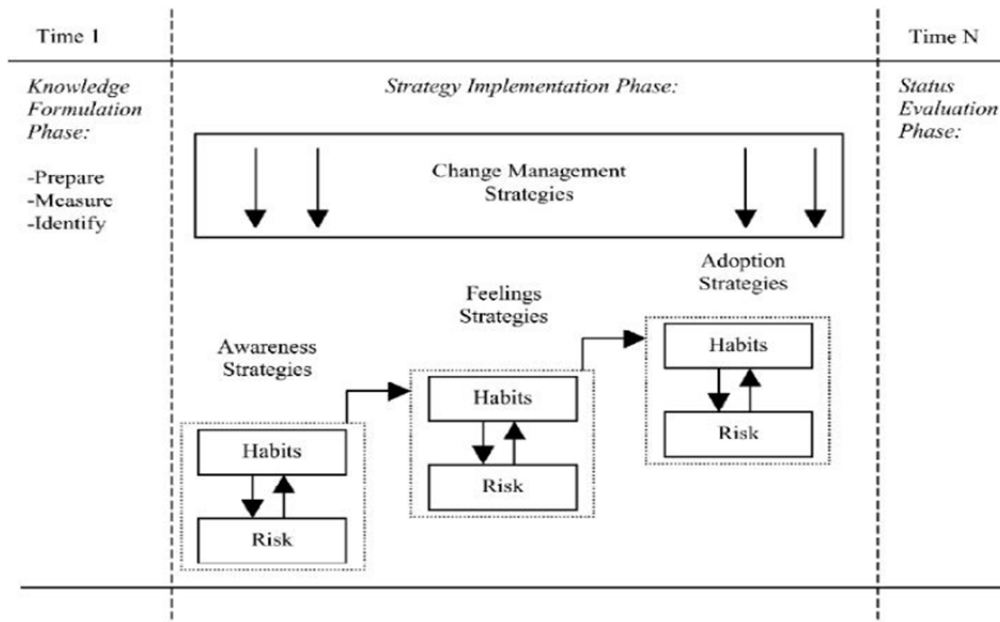 Time 1
Time N
Knowledge
Formulation
Phase:
-Prepare
-Measure
-Identify
Strategy Implementation Phase:
Status
Evaluation
Phase:
Change Management
Strategies
Awareness
Strategies
Habits
Risk
Feelings
Strategies
Habits
Risk
Adoption
Strategies
Habits
Risk